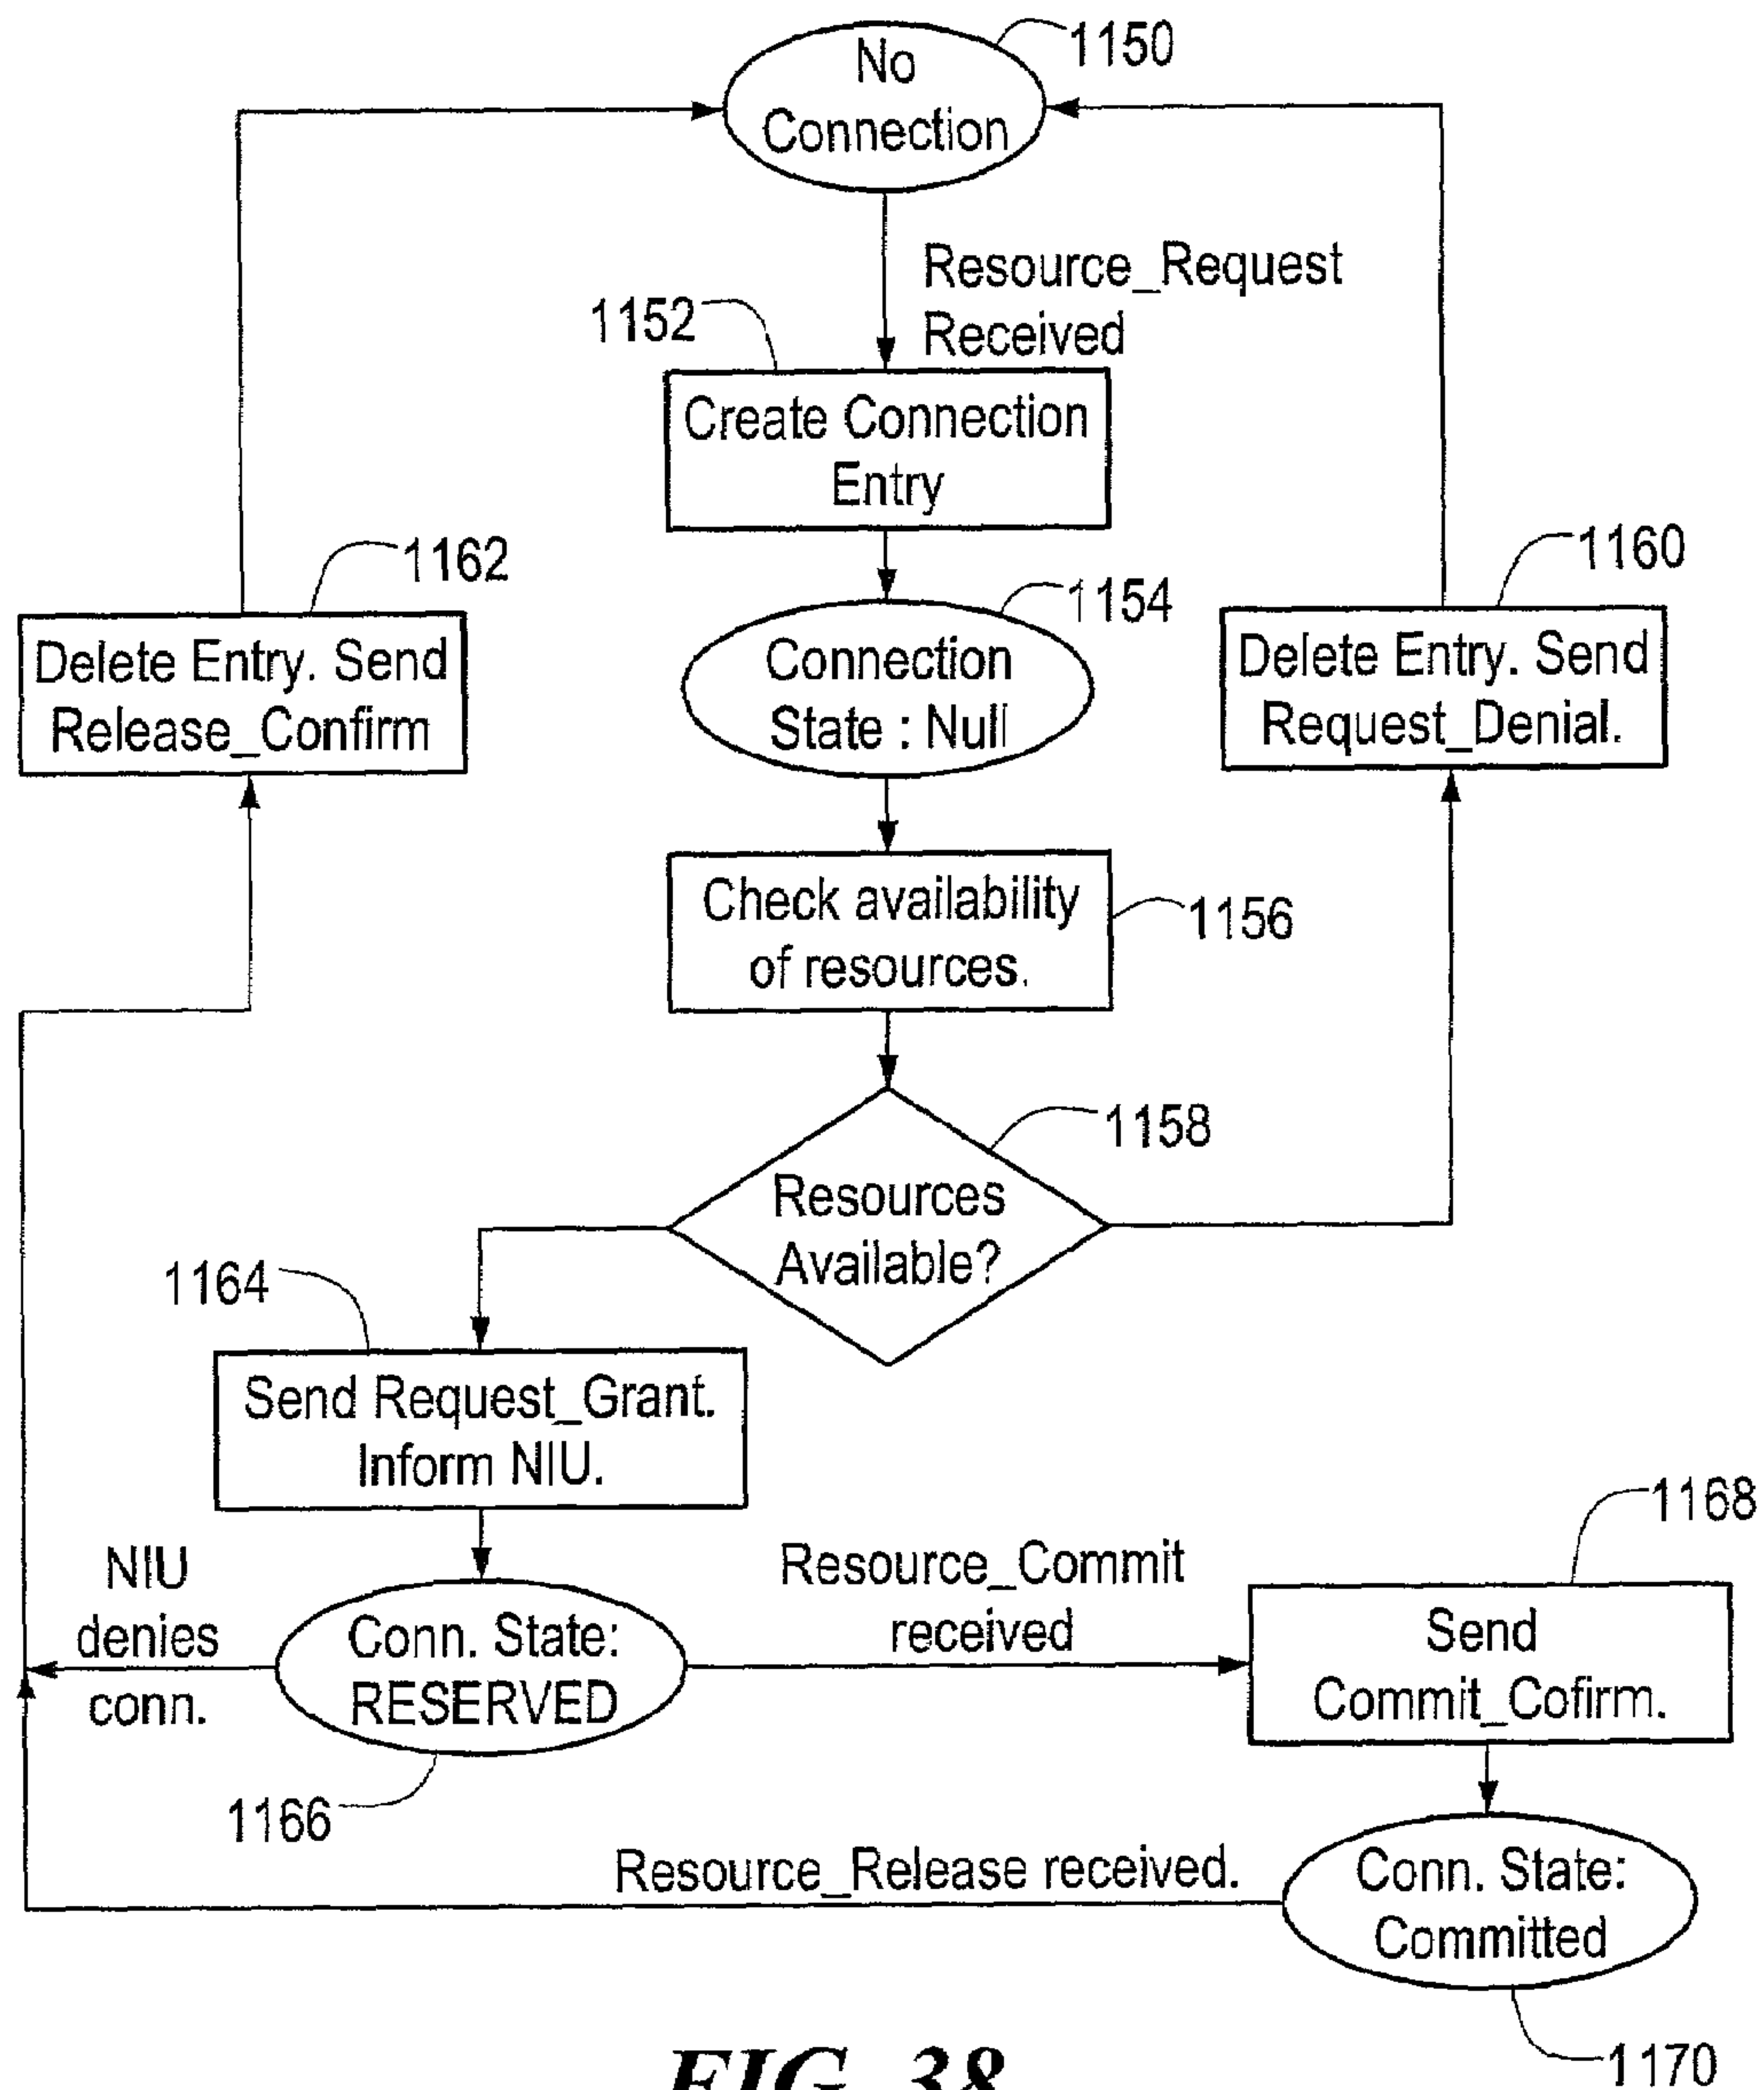 1150
No
Connection
Resource_Request
Received
1152
Create Connection
Entry
1162
1160
1154
Delete Entry. Send
Release_Confirm
Connection
State : Null
Delete Entry. Send
Request_Denial.
Check availability
of resources.
1156
1158
Resources
Available?
1164
Send Request_Grant.
Inform NIU.
1168
NIU
denies
conn.
Resource_Commit
received
Conn. State:
RESERVED
Send
Commit_Cofirm.
1166
Resource_Release received.
Conn. State:
Committed
1170
FIG. 38